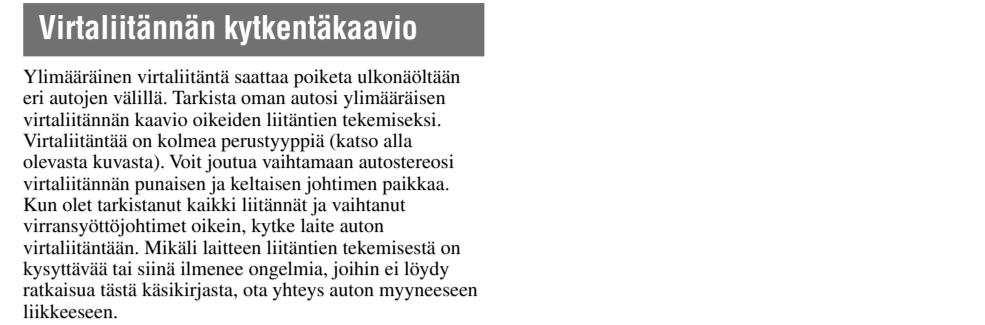 Virtaliitännän kytkentäkaavio
Ylimääräinen virtaliitäntä saattaa poiketa ulkonäöltään
eri autojen välillä. Tarkista oman autosi ylimääräisen
virtaliitännän kaavio oikeiden liitäntien tekemiseksi.
Virtaliitäntää on kolmea perustyyppiä (katso alla
olevasta kuvasta). Voit joutua vaihtamaan autostereosi
virtaliitännän punaisen ja keltaisen johtimen paikkaa.
Kun olet tarkistanut kaikki liitännät ja vaihtanut
virransyöttöjohtimet oikein, kytke laite auton
virtaliitäntään. Mikäli laitteen liitäntien tekemisestä on
kysyttävää tai siinä ilmenee ongelmia, joihin ei löydy
ratkaisua tästä käsikirjasta, ota yhteys auton myyneeseen
liikkeeseen.